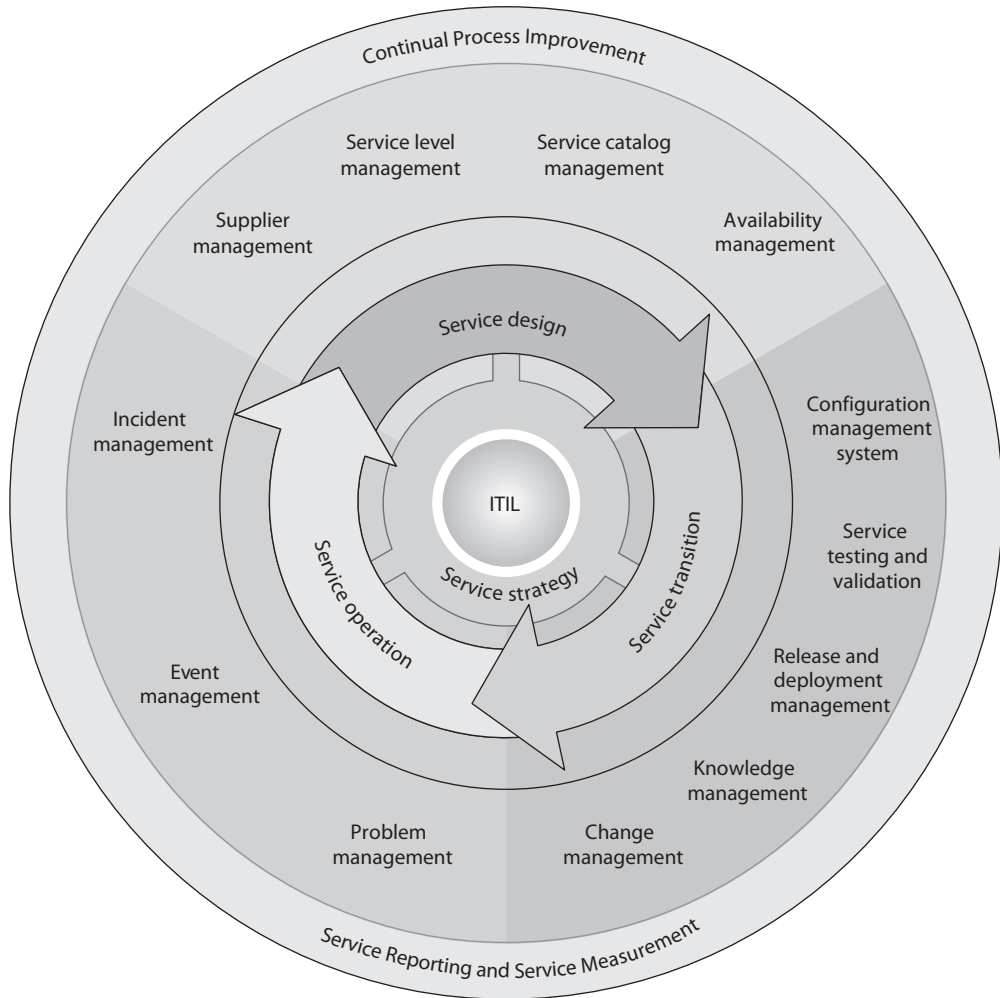 Continual Process Improvement
Service level
management
Service catalog
management
Supplier
management
Availability
management
Service design
Incident
management
Configuration
management
system
ITIL
Service
testing and
validation
Service strategy
Service operation
Service transition
Event
management
Release and
deployment
management
Knowledge
management
Problem
management
Change
management
Service Reporting and Service Measurement